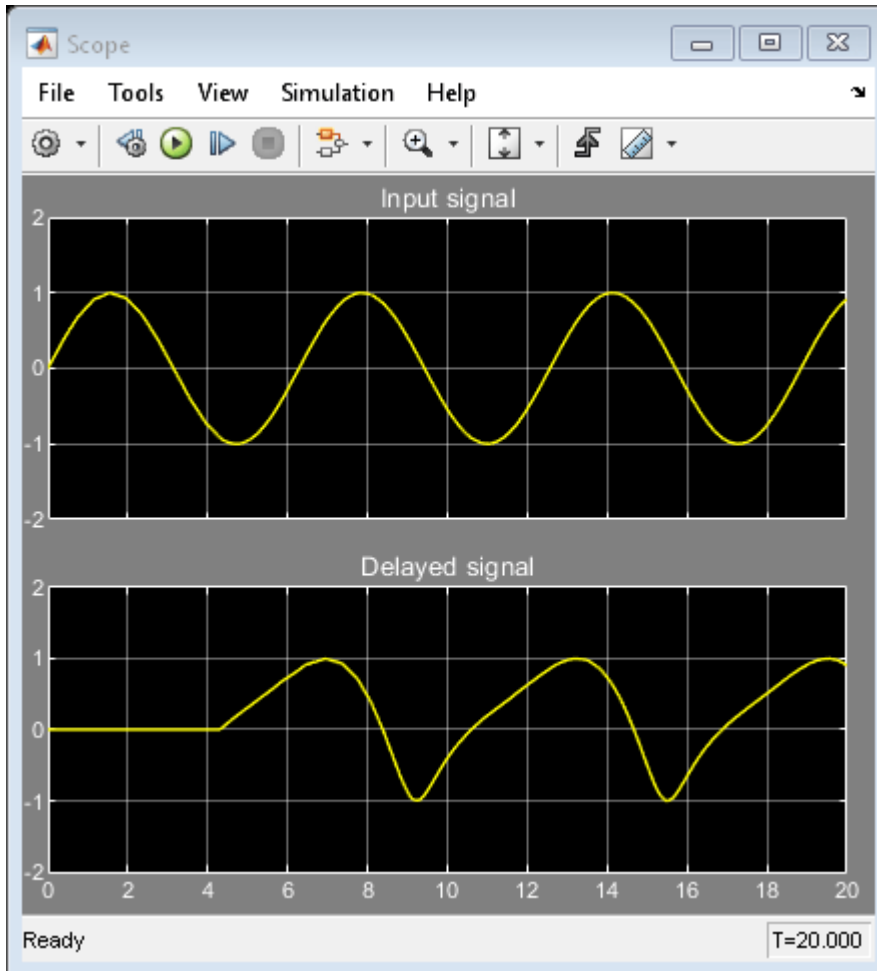 Scope
File Tools View Simulation Help
Input signal
2
1
0
-1
-2
Delayed signal
2
1
0
-1
-2
0 2 4 6 8 10 12 14 16 18 20
Ready T=20.000